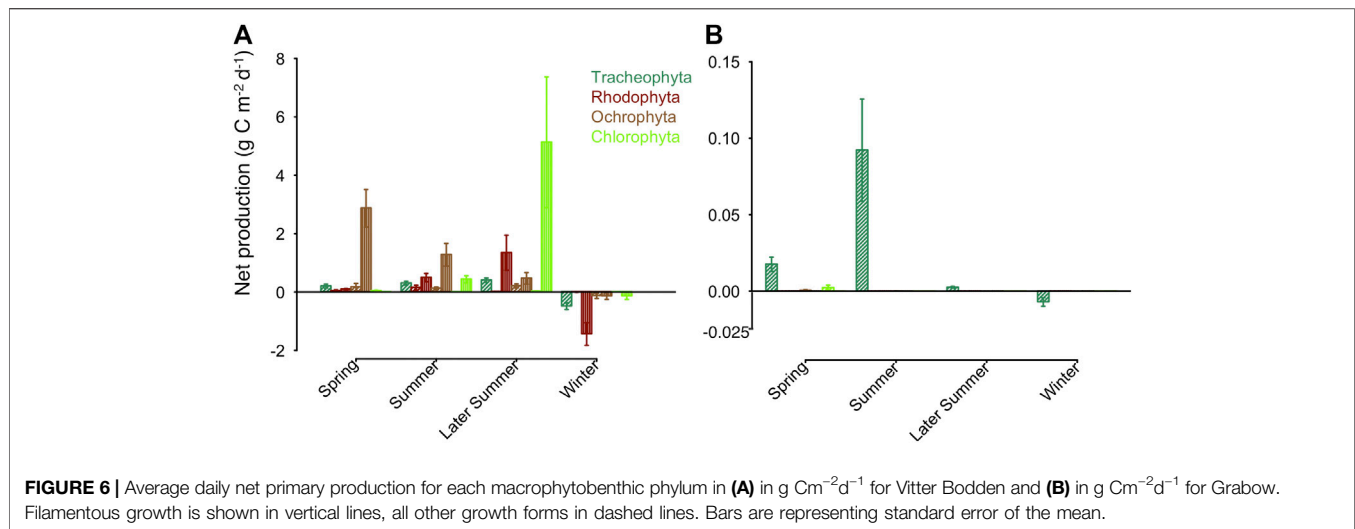 A
B
Net production (g C m⁻² d⁻¹)
8
6
4
2
0
-2
Tracheophyta
Rhodophyta
Ochrophyta
Chlorophyta
Spring
Summer
Later Summer
Winter
0.15
0.10
0.05
0.00
-0.025
Spring
Summer
Later Summer
Winter
FIGURE 6 | Average daily net primary production for each macrophytobenthic phylum in (A) in g Cm⁻²d⁻¹ for Vitter Bodden and (B) in g Cm⁻²d⁻¹ for Grabow.
Filamentous growth is shown in vertical lines, all other growth forms in dashed lines. Bars are representing standard error of the mean.